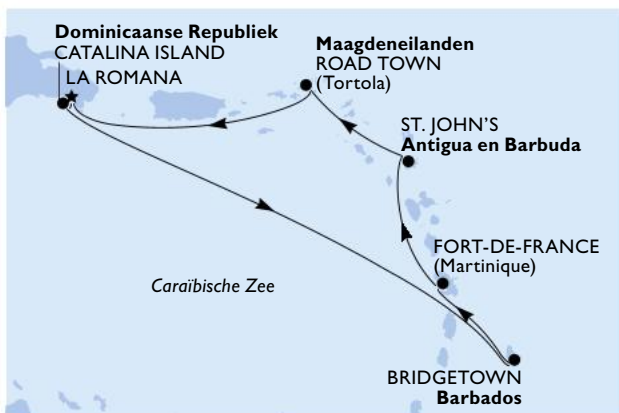 Dominicaanse Republiek
CATALINA ISLAND
LA ROMANA
Maagdeneilanden
ROAD TOWN
(Tortola)
ST. JOHN'S
Antigua en Barbuda
FORT-DE-FRANCE
(Martinique)
Caraïbische Zee
BRIDGETOWN
Barbados